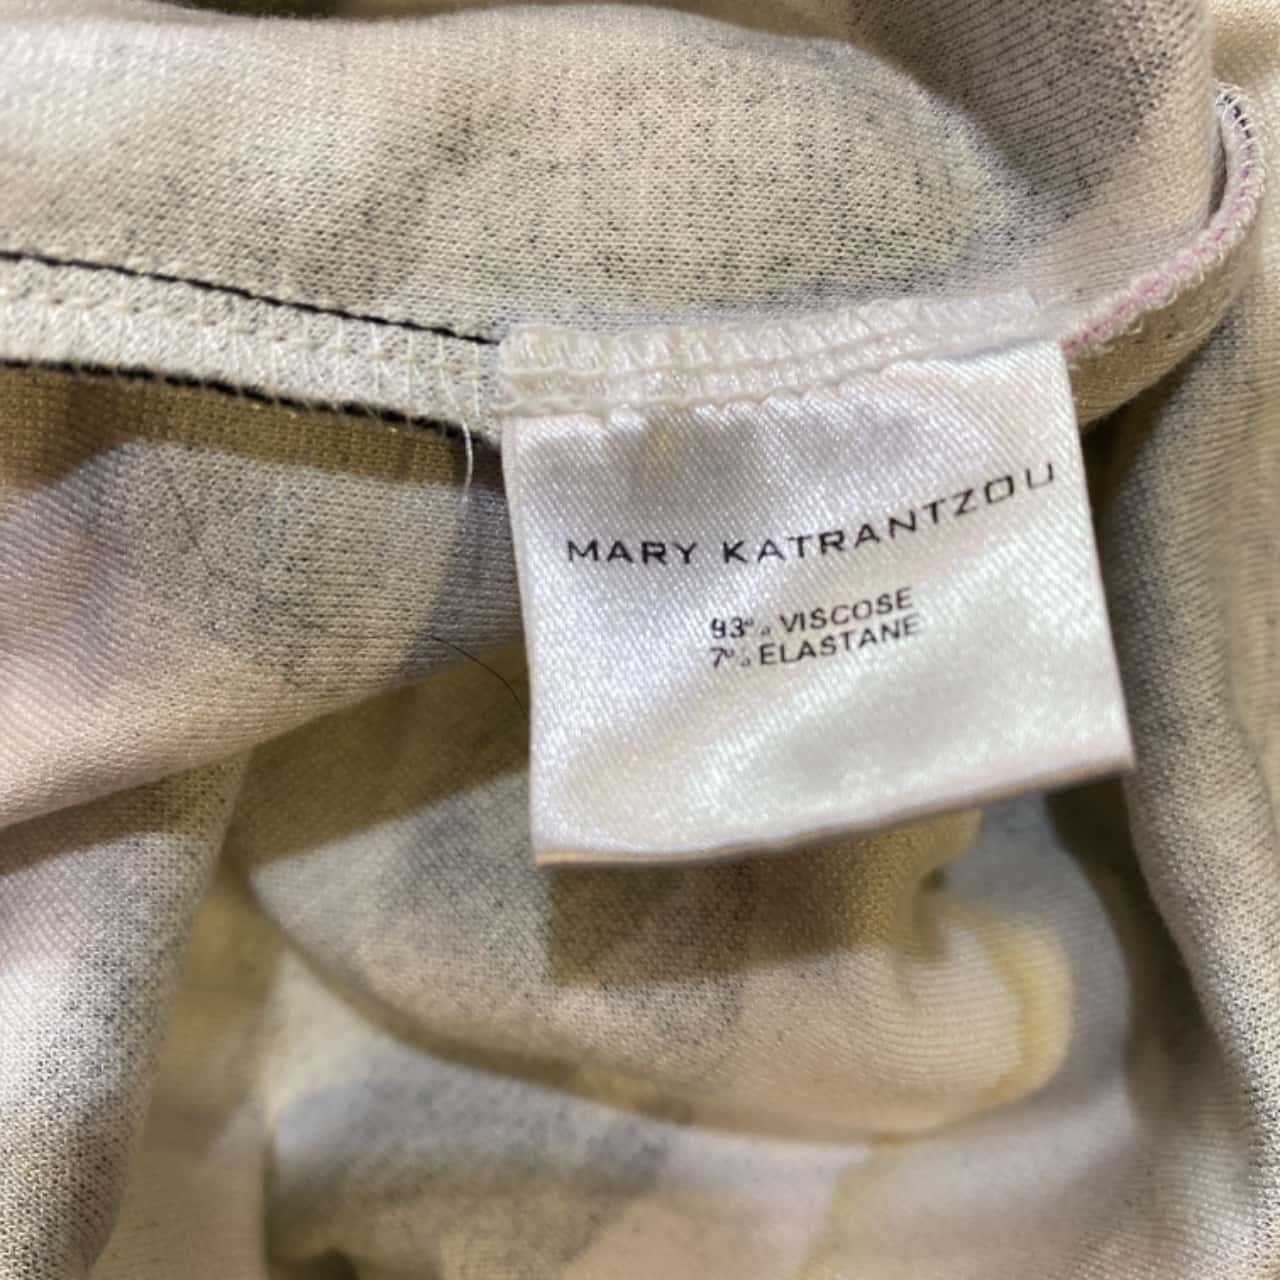 MARY KATRANTZOU
93% VISCOSE
7% ELASTANE